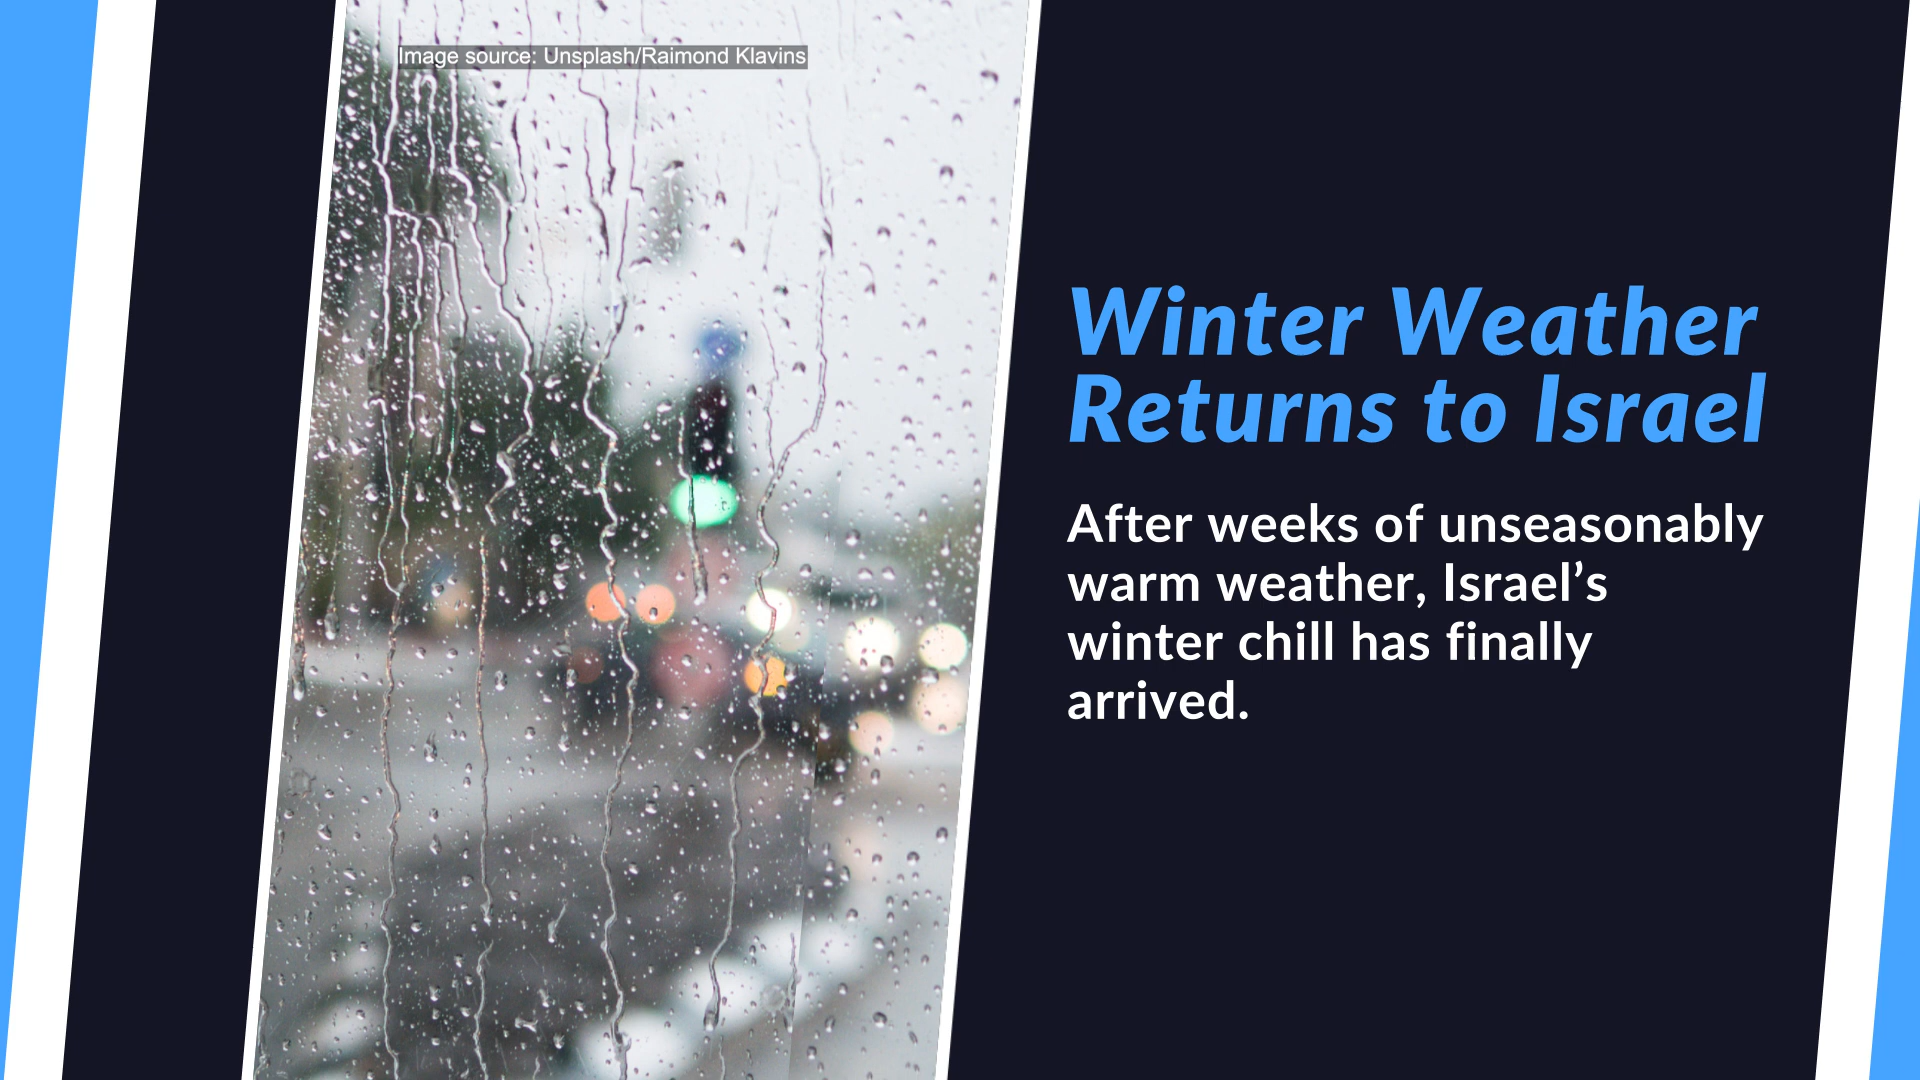 Image source: Unsplash/Raimond Klavins
Winter Weather
Returns to Israel
After weeks of unseasonably
warm weather, Israel’s
winter chill has finally
arrived.